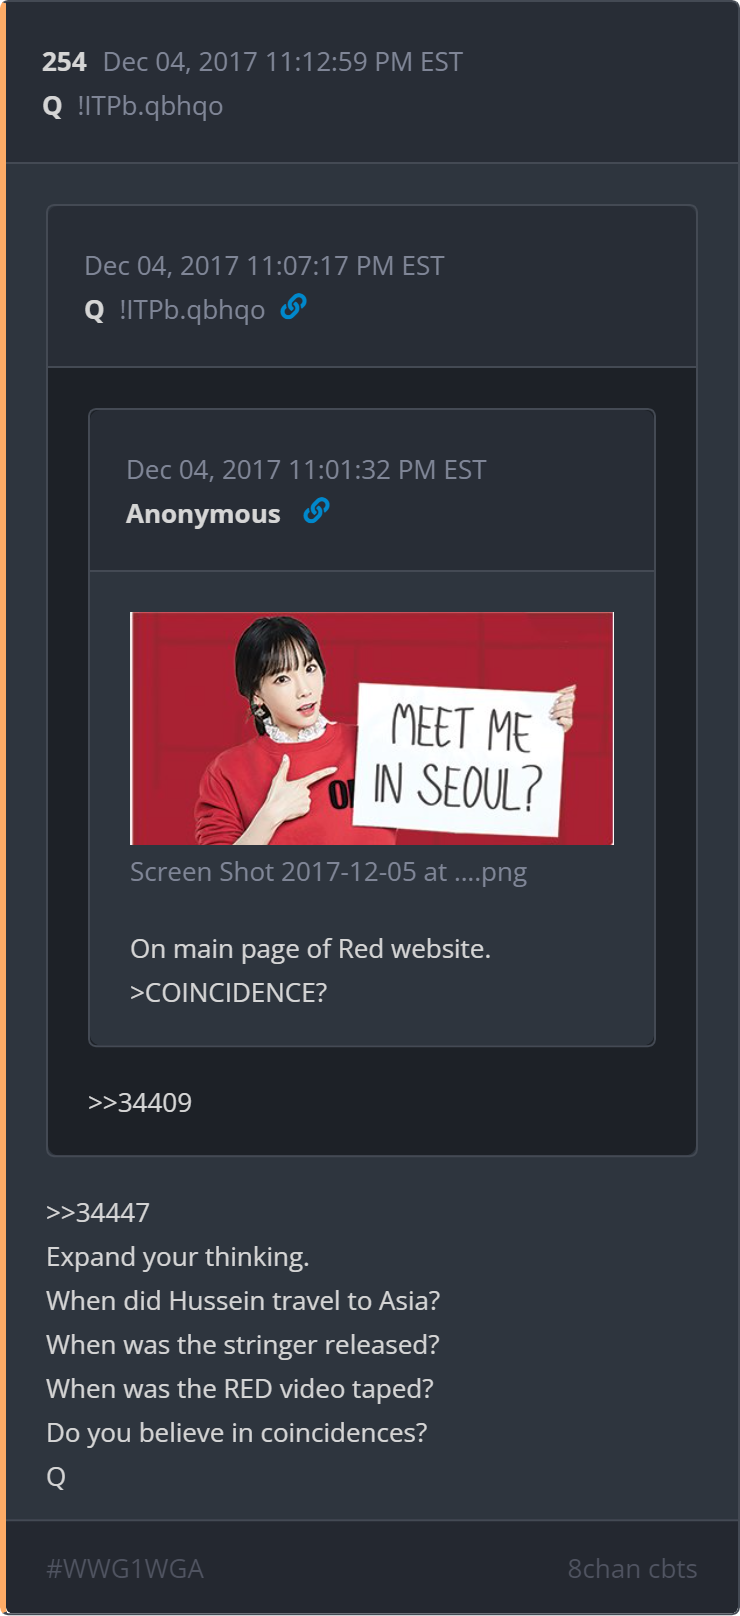 254 Dec 04, 2017 11:12:59 PM EST
Q !ITPb.qbhqo
Dec 04, 2017 11:07:17 PM EST
Q !ITPb.qbhqo
Dec 04, 2017 11:01:32 PM EST
Anonymous
MEET ME
IN SEOUL?
Screen Shot 2017-12-05 at ....png
On main page of Red website.
>COINCIDENCE?
>>34409
>>34447
Expand your thinking.
When did Hussein travel to Asia?
When was the stringer released?
When was the RED video taped?
Do you believe in coincidences?
Q
#WWG1WGA 8chan cbts